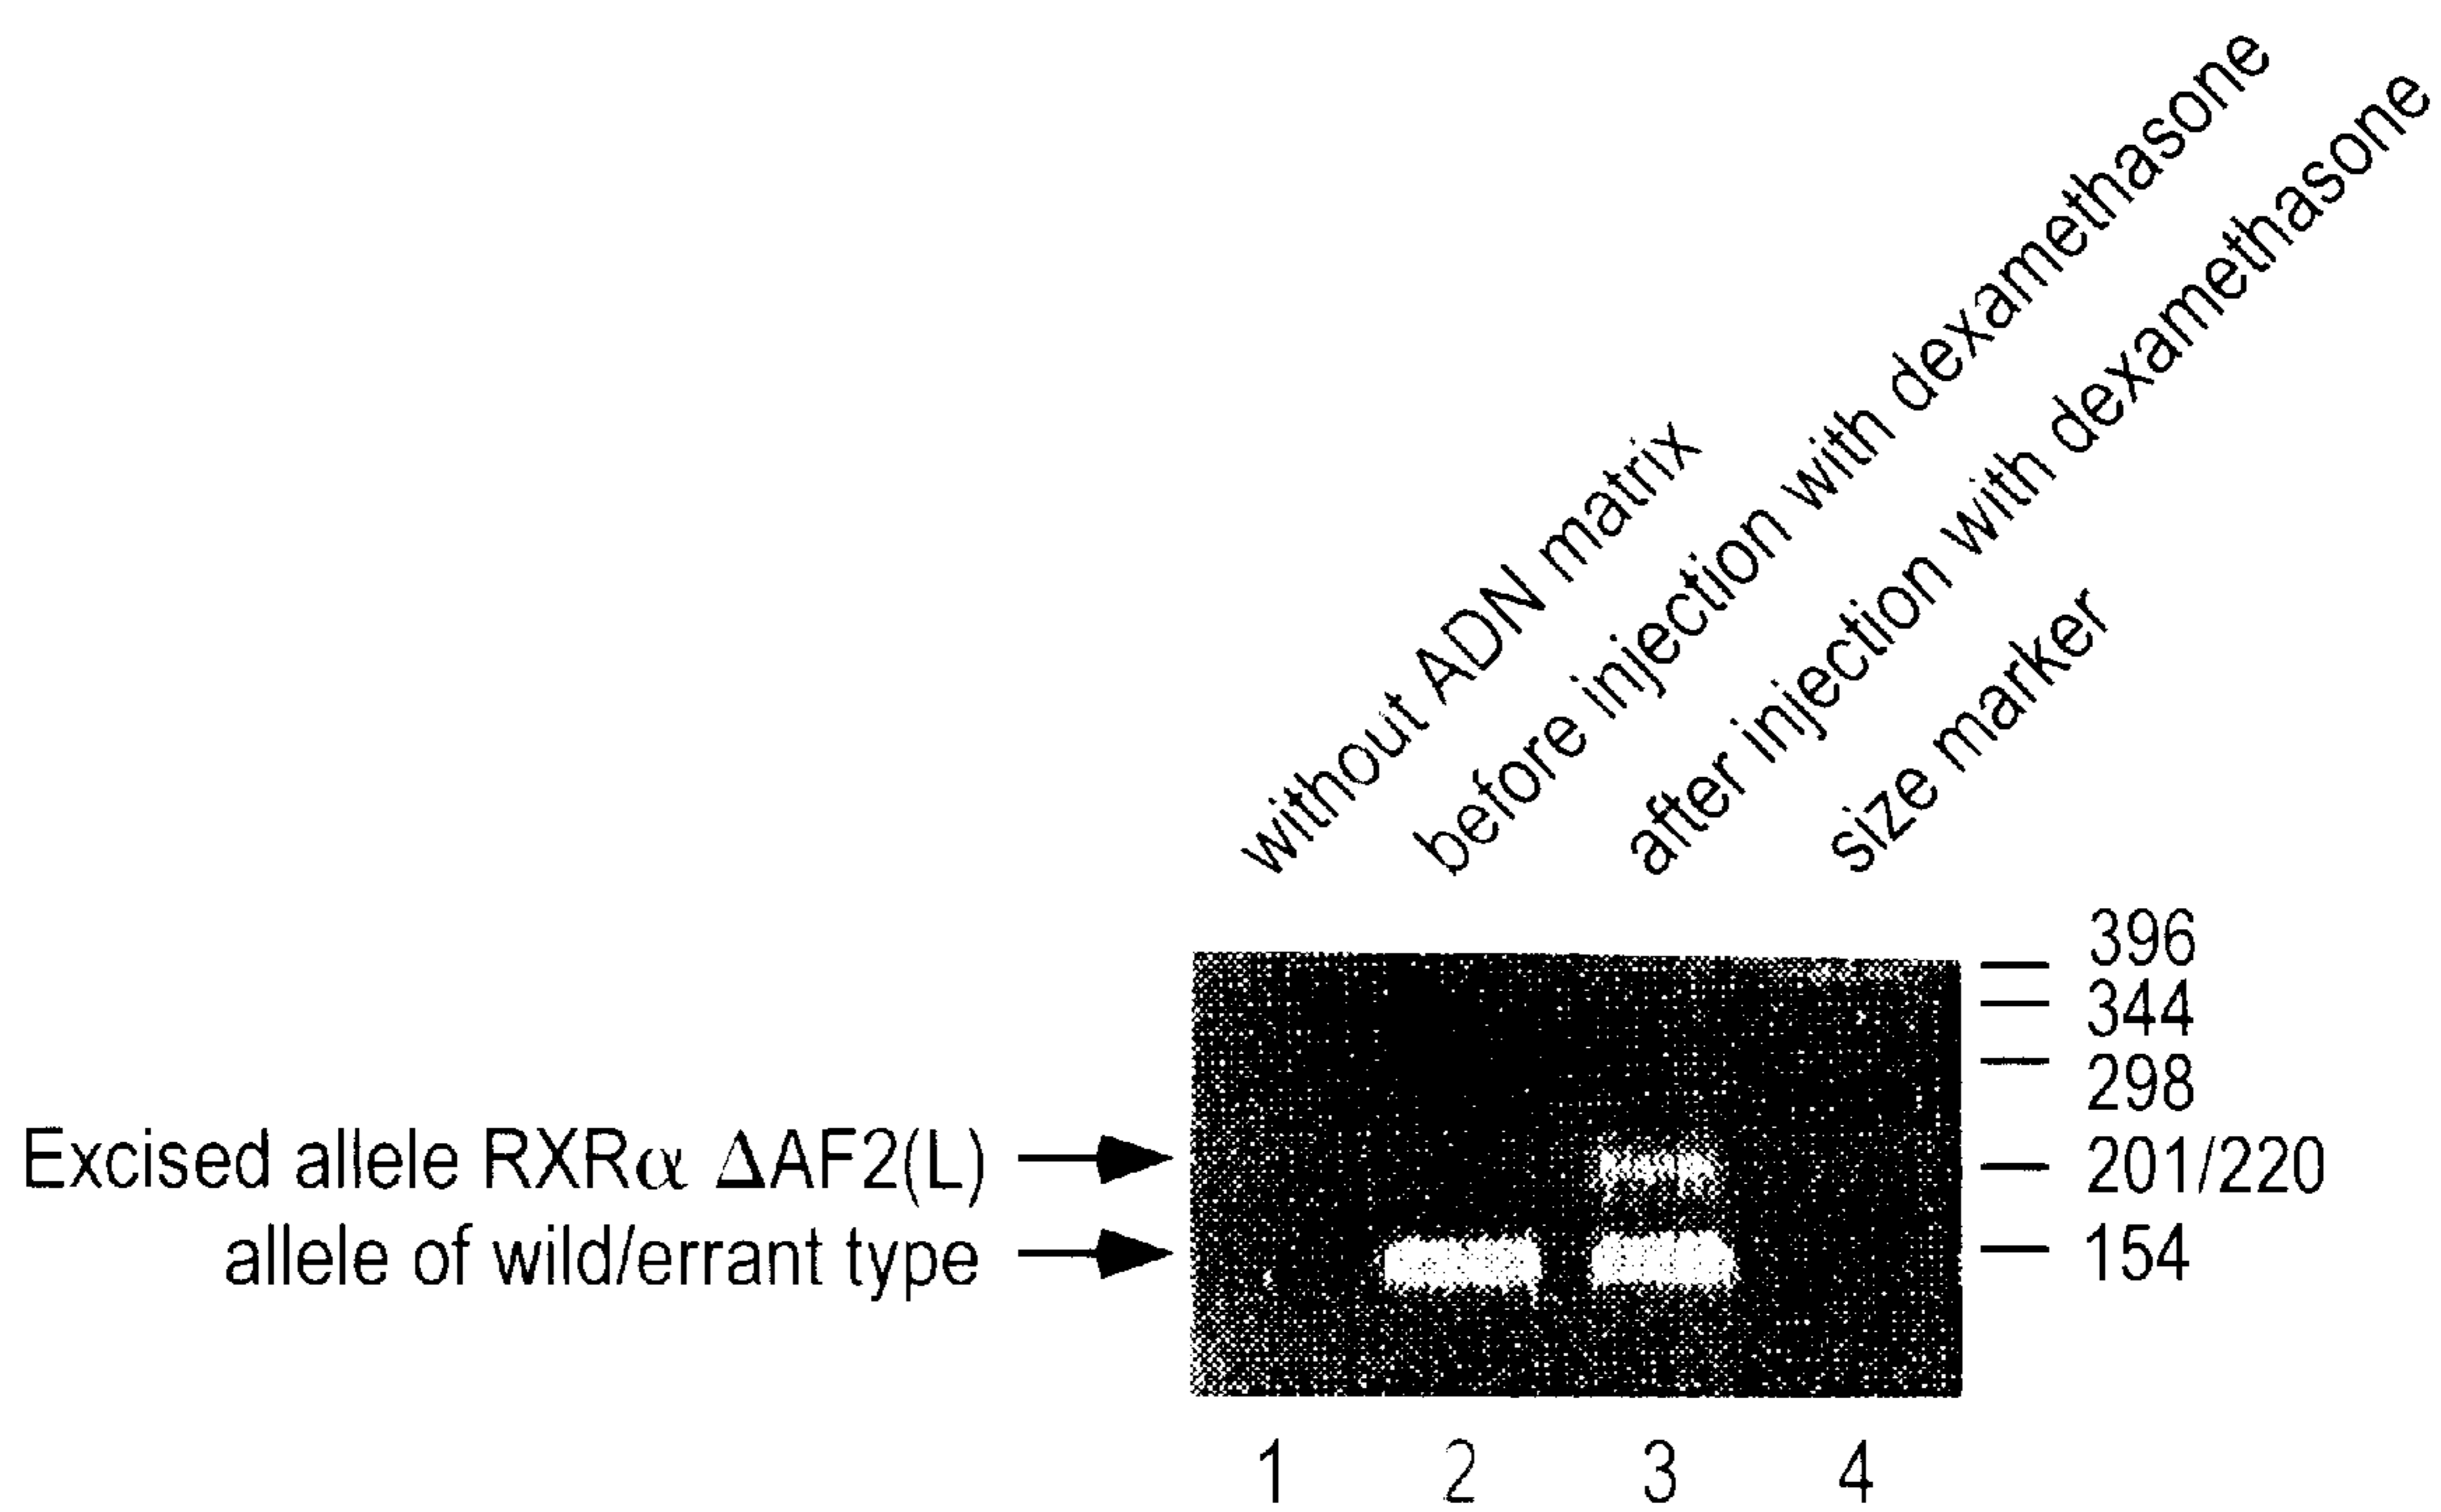 without ADN matrix
before injection with dexamethasone
after injection with dexamethasone
size marker
396
344
298
Excised allele RXRα ΔAF2(L)
201/220
allele of wild/errant type
154
1 2 3 4